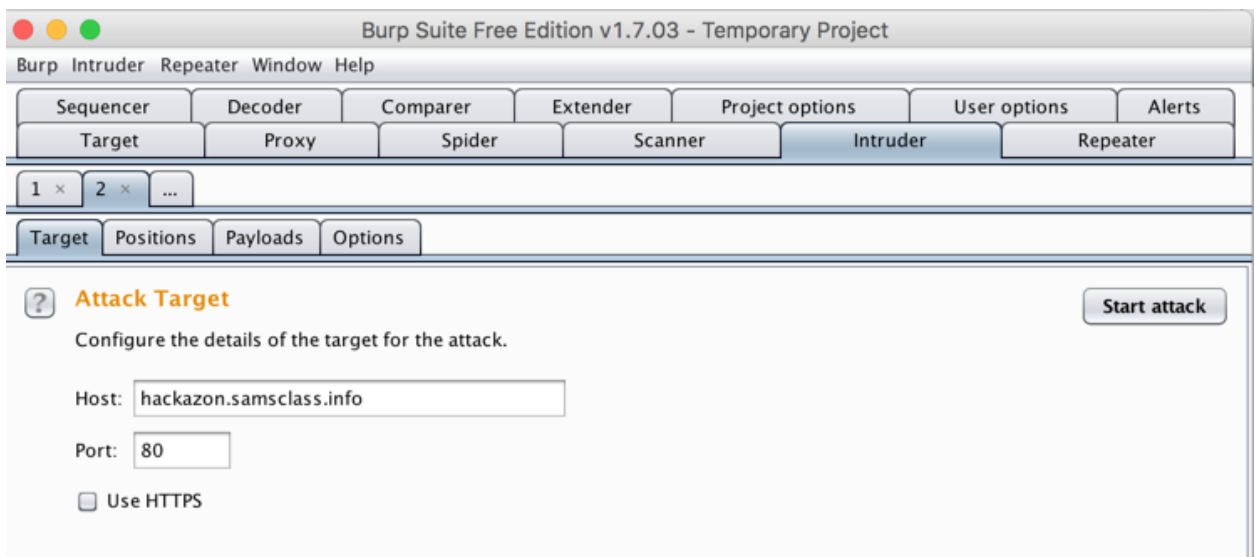 Burp Suite Free Edition v1.7.03 - Temporary Project
Burp Intruder Repeater Window Help
Sequencer Decoder Comparer Extender Project options User options Alerts
Target Proxy Spider Scanner Intruder Repeater
1 × 2 × ...
Target Positions Payloads Options
? Attack Target Start attack
Configure the details of the target for the attack.
Host: hackazon.samsclass.info
Port: 80
Use HTTPS